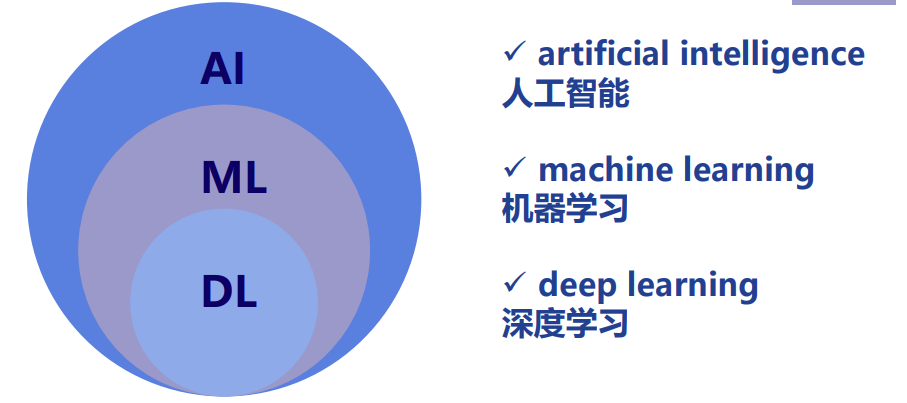 AI
ML
DL
✓ artificial intelligence
人工智能
✓ machine learning
机器学习
✓ deep learning
深度学习